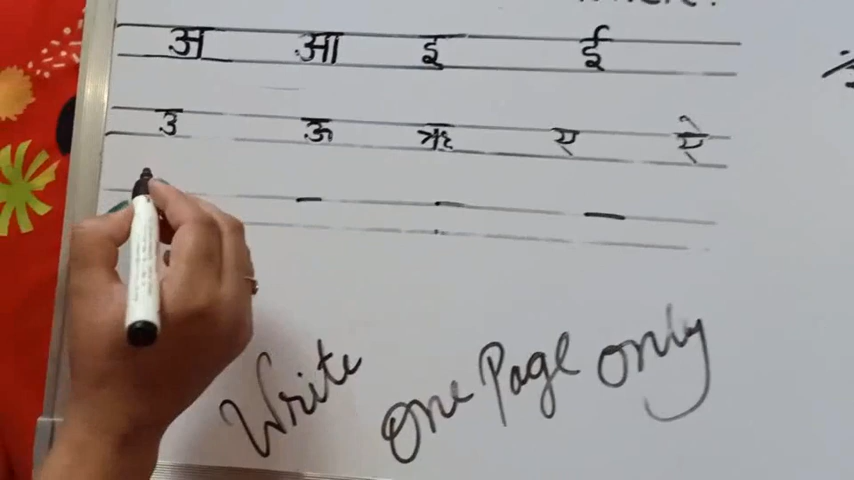 अ आ इ ई
उ ऊ ऋ ए ऐ
Write one Page only